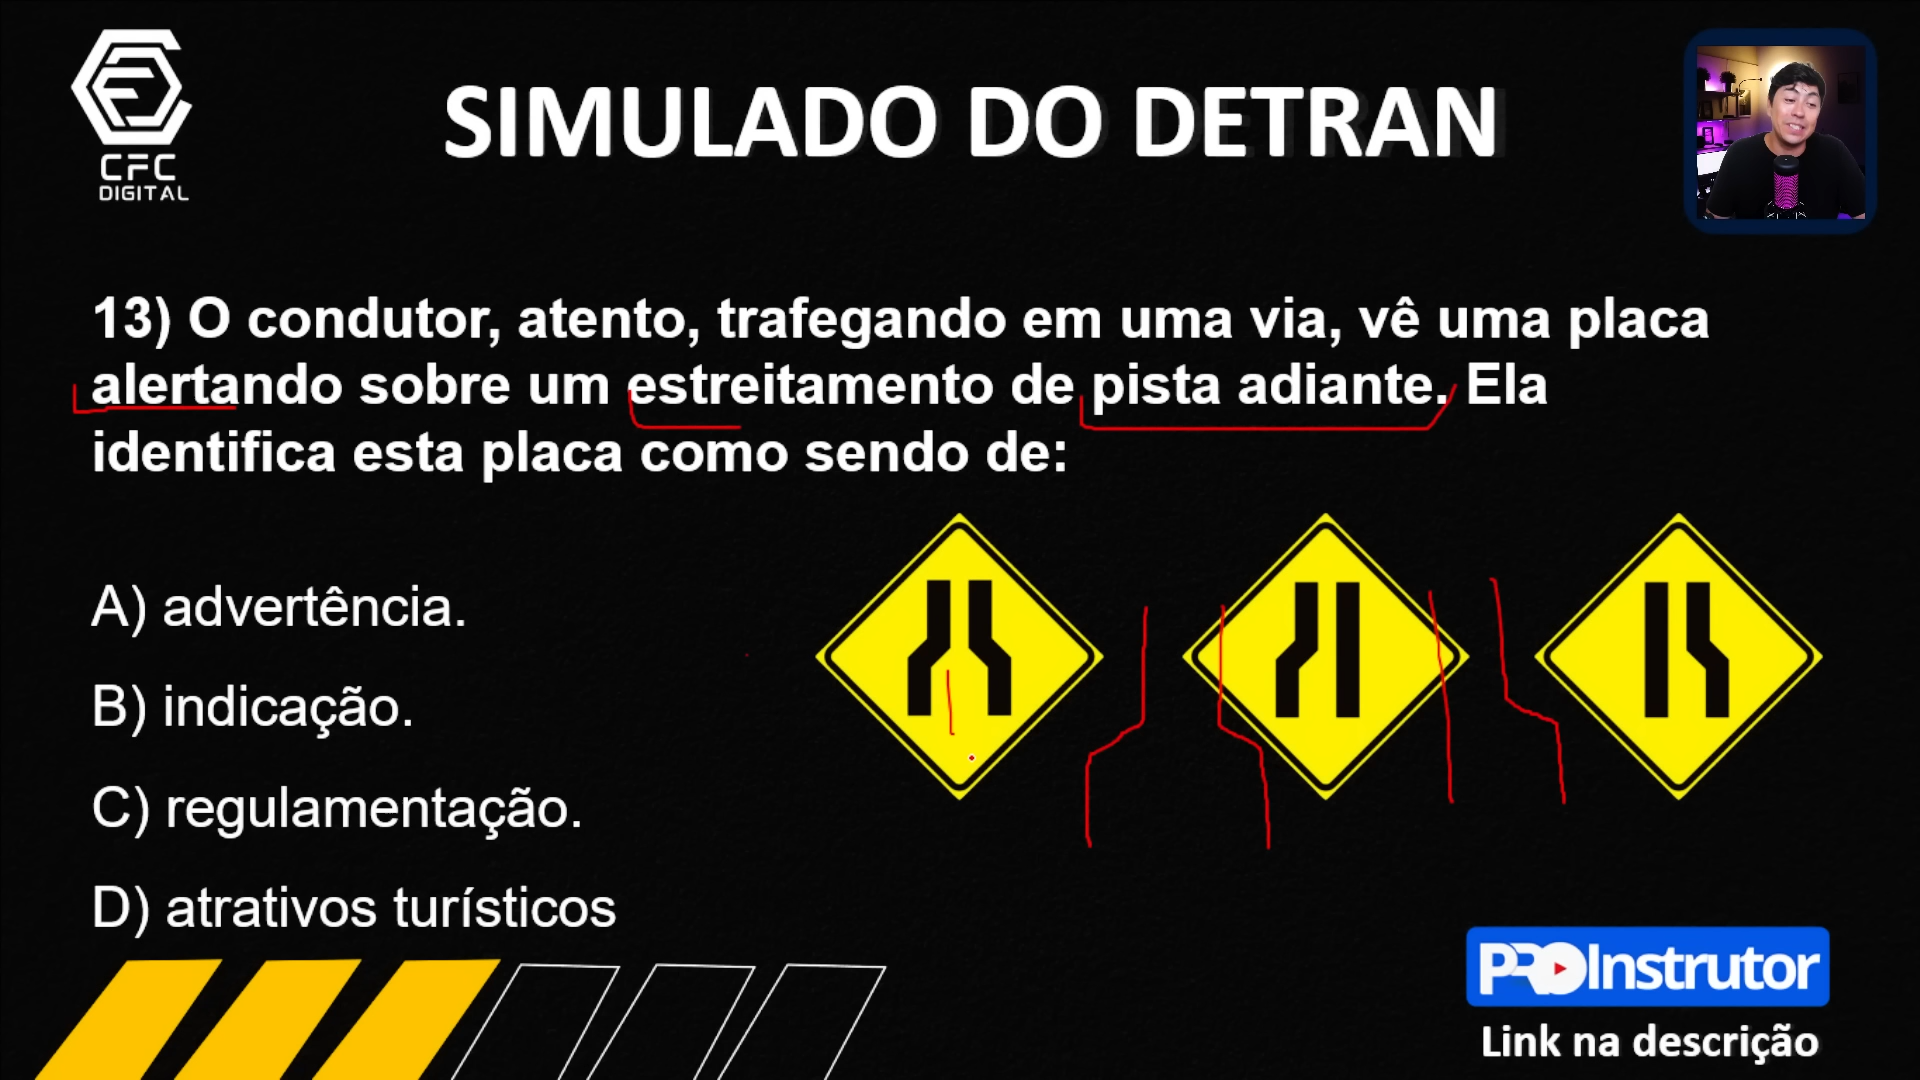 CFC
DIGITAL
SIMULADO DO DETRAN
13) O condutor, atento, trafegando em uma via, vê uma placa
alertando sobre um estreitamento de pista adiante. Ela
identifica esta placa como sendo de:
A) advertência.
B) indicação.
C) regulamentação.
D) atrativos turísticos
PROInstrutor
Link na descrição